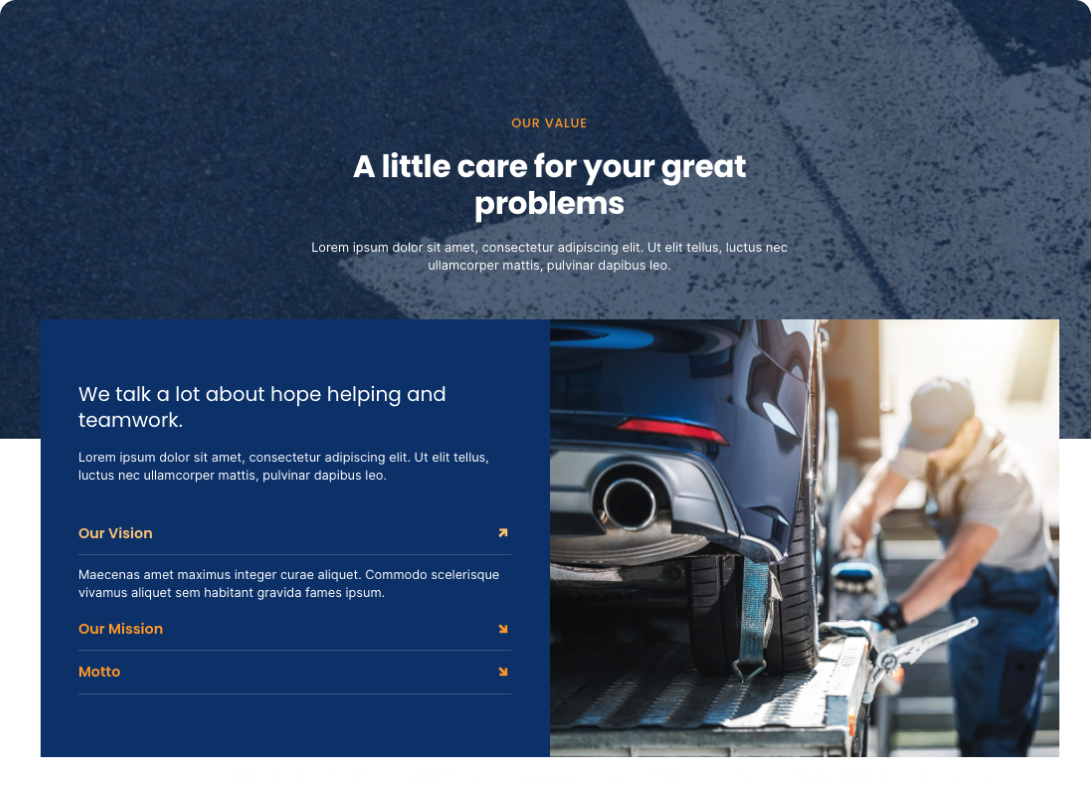 OUR VALUE
A little care for your great
problems
Lorem ipsum dolor sit amet, consectetur adipiscing elit. Ut elit tellus, luctus nec
ullamcorper mattis, pulvinar dapibus leo.
We talk a lot about hope helping and
teamwork.
Lorem ipsum dolor sit amet, consectetur adipiscing elit. Ut elit tellus,
luctus nec ullamcorper mattis, pulvinar dapibus leo.
Our Vision
Maecenas amet maximus integer curae aliquet. Commodo scelerisque
vivamus aliquet sem habitant gravida fames ipsum.
Our Mission
Motto